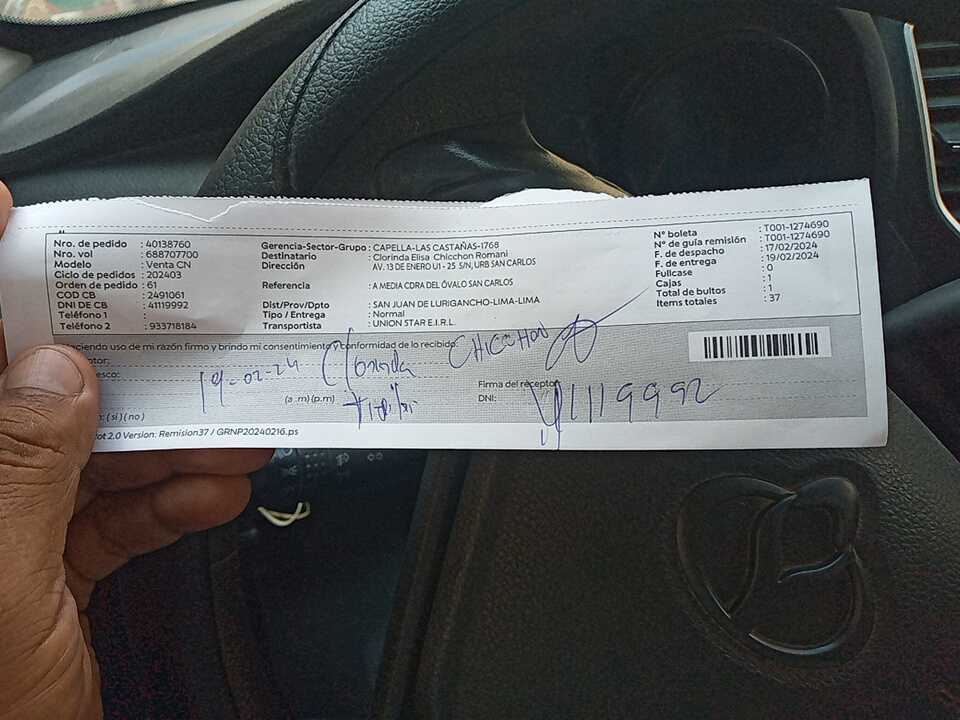 Nro. de pedido : 40138760
Nro. vol : 688707700
Modelo : Venta CN
Ciclo de pedidos : 202403
Orden de pedido : 61
COD CB : 2491061
DNI DE CB : 41119992
Teléfono 1 :
Teléfono 2 : 933718184
Gerencia-Sector-Grupo : CAPELLA-LAS CASTAÑAS-1768
Destinatario : Clorinda Elisa Chicchon Romani
Dirección : AV. 13 DE ENERO U1 - 25 S/N, URB SAN CARLOS
Referencia : A MEDIA CDRA DEL ÓVALO SAN CARLOS
Dist/Prov/Dpto : SAN JUAN DE LURIGANCHO-LIMA-LIMA
Tipo / Entrega : Normal
Transportista : UNION STAR E.I.R.L.
N° boleta : T001-1274690
N° de guía remisión : T001-1274690
F. de despacho : 17/02/2024
F. de entrega : 19/02/2024
Fullcase : 0
Cajas : 1
Total de bultos : 1
Items totales : 37
haciendo uso de mi razón firmo y brindo mi consentimiento y conformidad de lo recibido:
19-02-24 Clorinda CHICCHON
(a .m) (p.m)
Firma del receptor
DNI: 41119992
( si ) ( no )
2.0 Version: Remision37 / GRNP20240216.ps